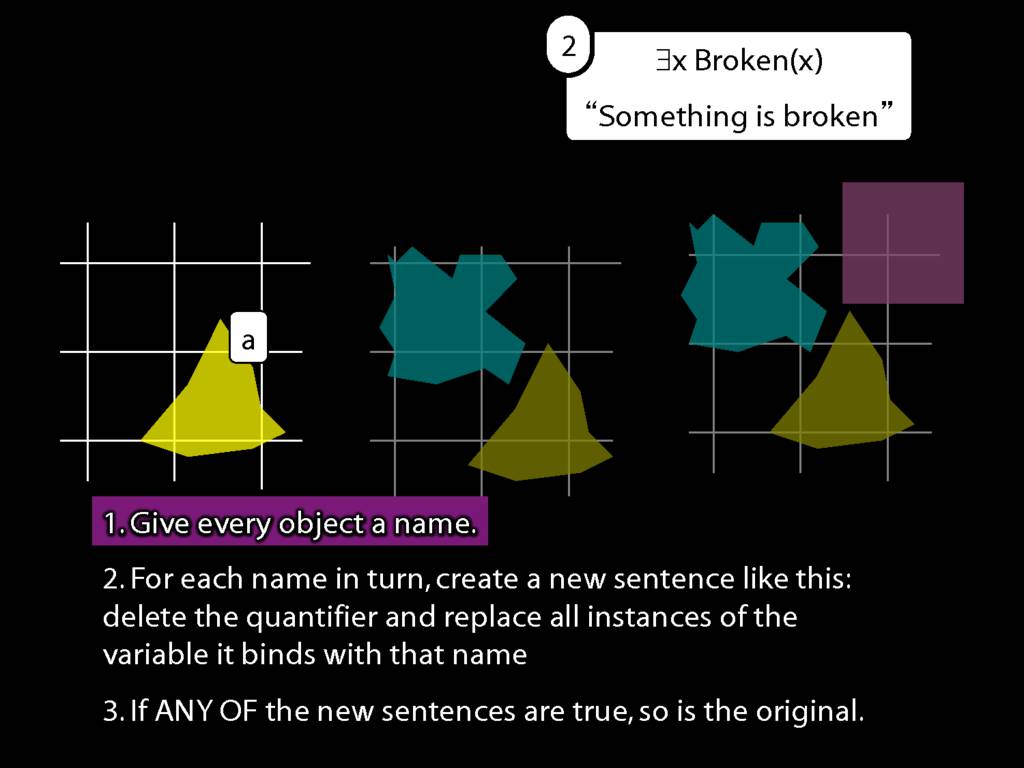 2
∃x Broken(x)
“Something is broken”
a
1. Give every object a name.
2. For each name in turn, create a new sentence like this:
delete the quantifier and replace all instances of the
variable it binds with that name
3. If ANY OF the new sentences are true, so is the original.